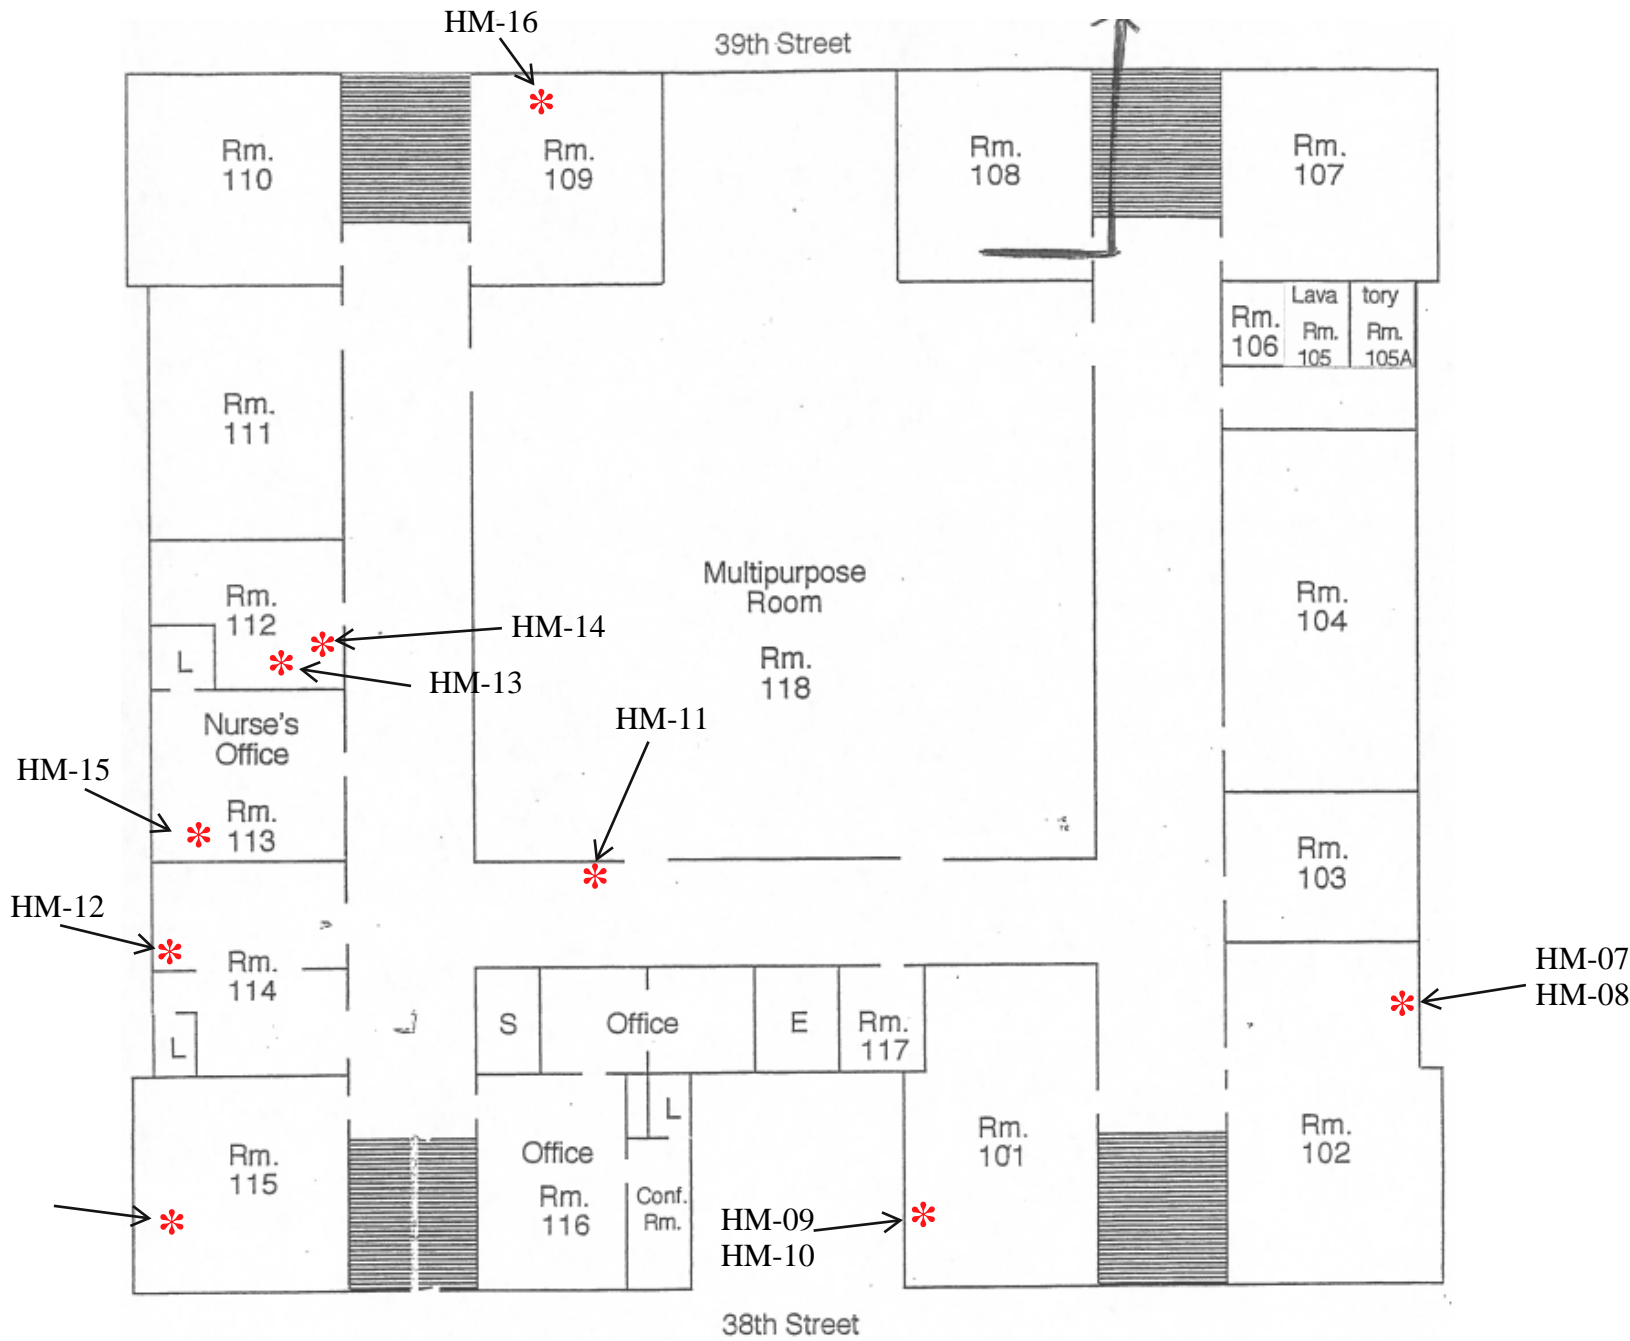 HM-16
39th Street
Rm.
110
Rm.
109
Rm.
108
Rm.
107
Lava
tory
Rm.
106
Rm.
105
Rm.
105A
Rm.
111
Rm.
112
L
HM-14
HM-13
Multipurpose
Room
Rm.
118
Rm.
104
Nurse's
Office
Rm.
113
HM-15
HM-11
Rm.
103
HM-12
Rm.
114
L
S
Office
E
Rm.
117
HM-07
HM-08
Rm.
115
Office
Rm.
116
L
Conf.
Rm.
Rm.
101
Rm.
102
HM-09
HM-10
38th Street